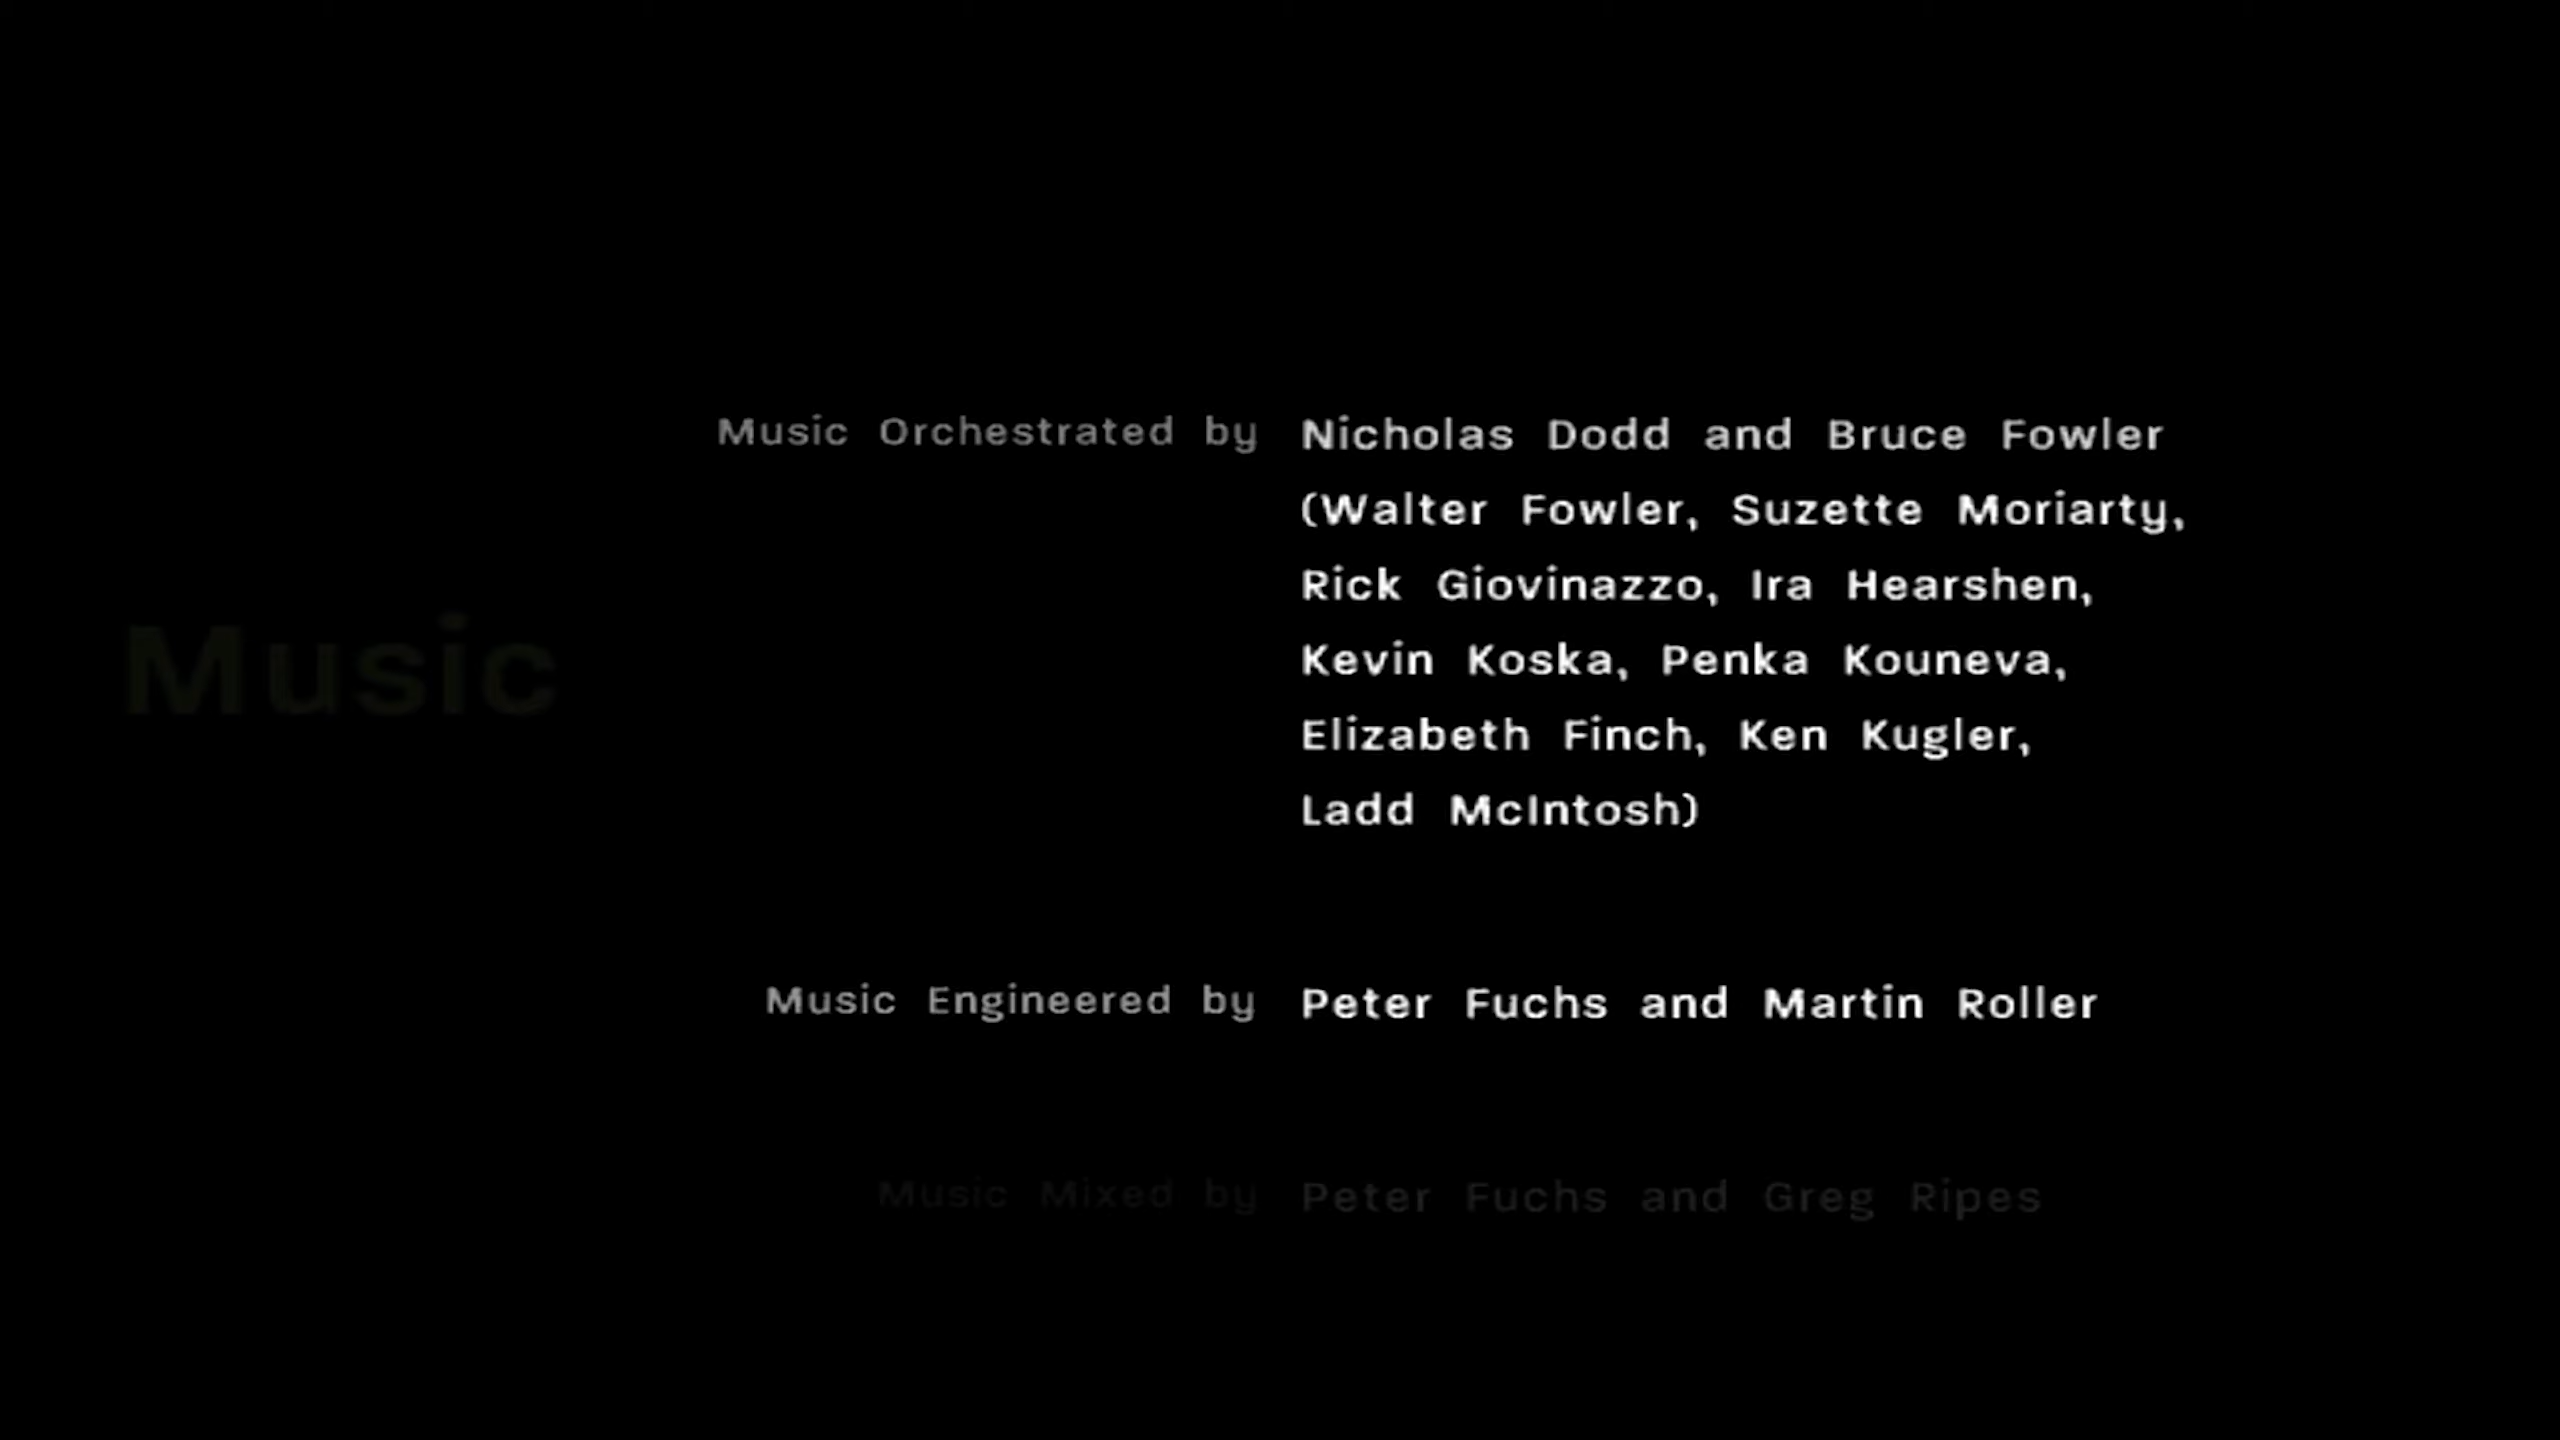 Music
Music Orchestrated by Nicholas Dodd and Bruce Fowler
(Walter Fowler, Suzette Moriarty,
Rick Giovinazzo, Ira Hearshen,
Kevin Koska, Penka Kouneva,
Elizabeth Finch, Ken Kugler,
Ladd McIntosh)
Music Engineered by Peter Fuchs and Martin Roller
Music Mixed by Peter Fuchs and Greg Ripes